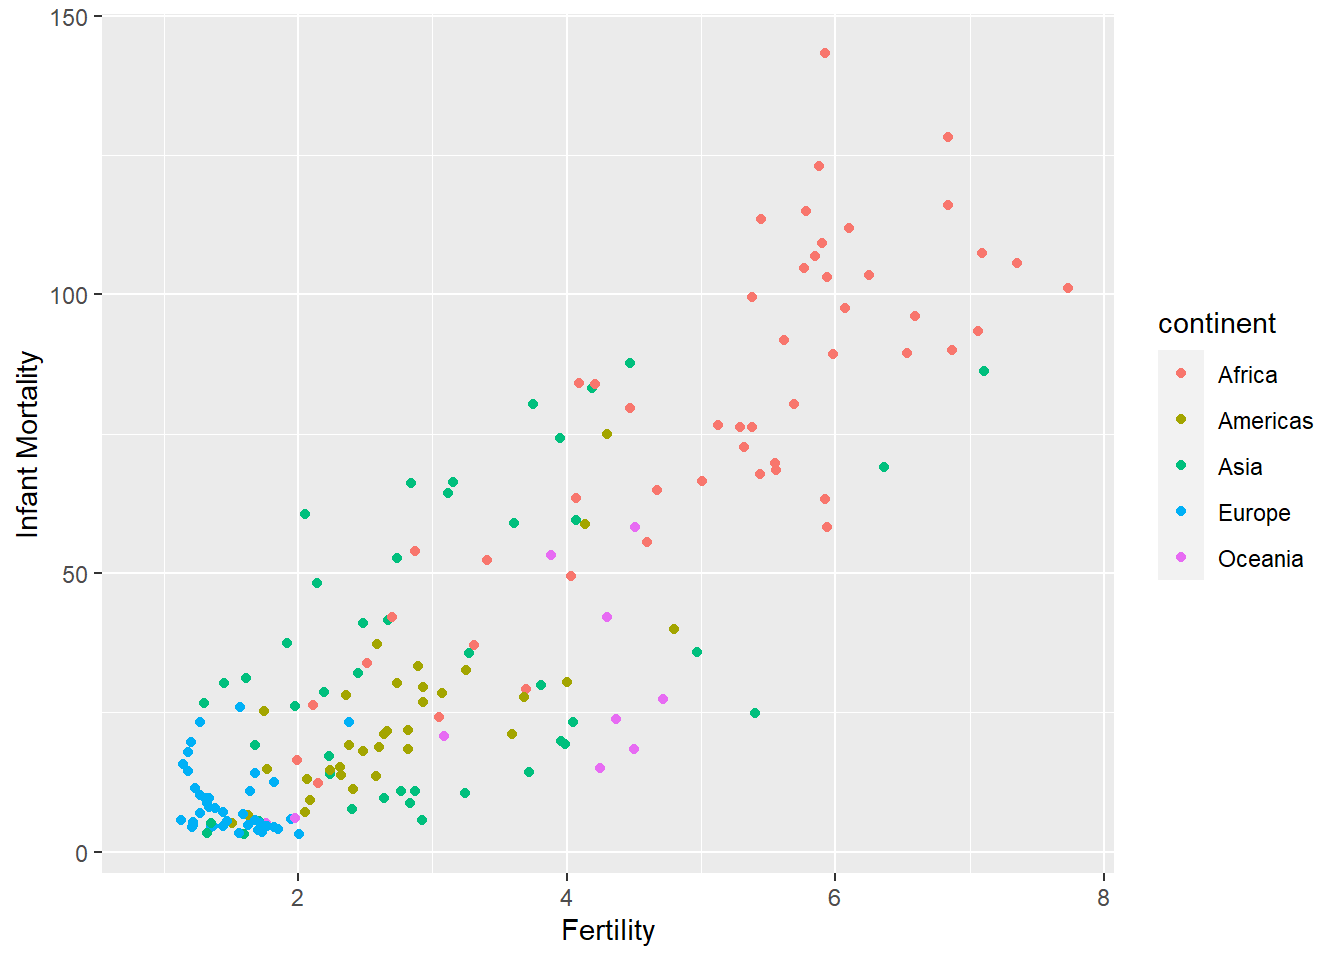 150
100
50
0
Infant Mortality
2 4 6 8
Fertility
continent
Africa
Americas
Asia
Europe
Oceania